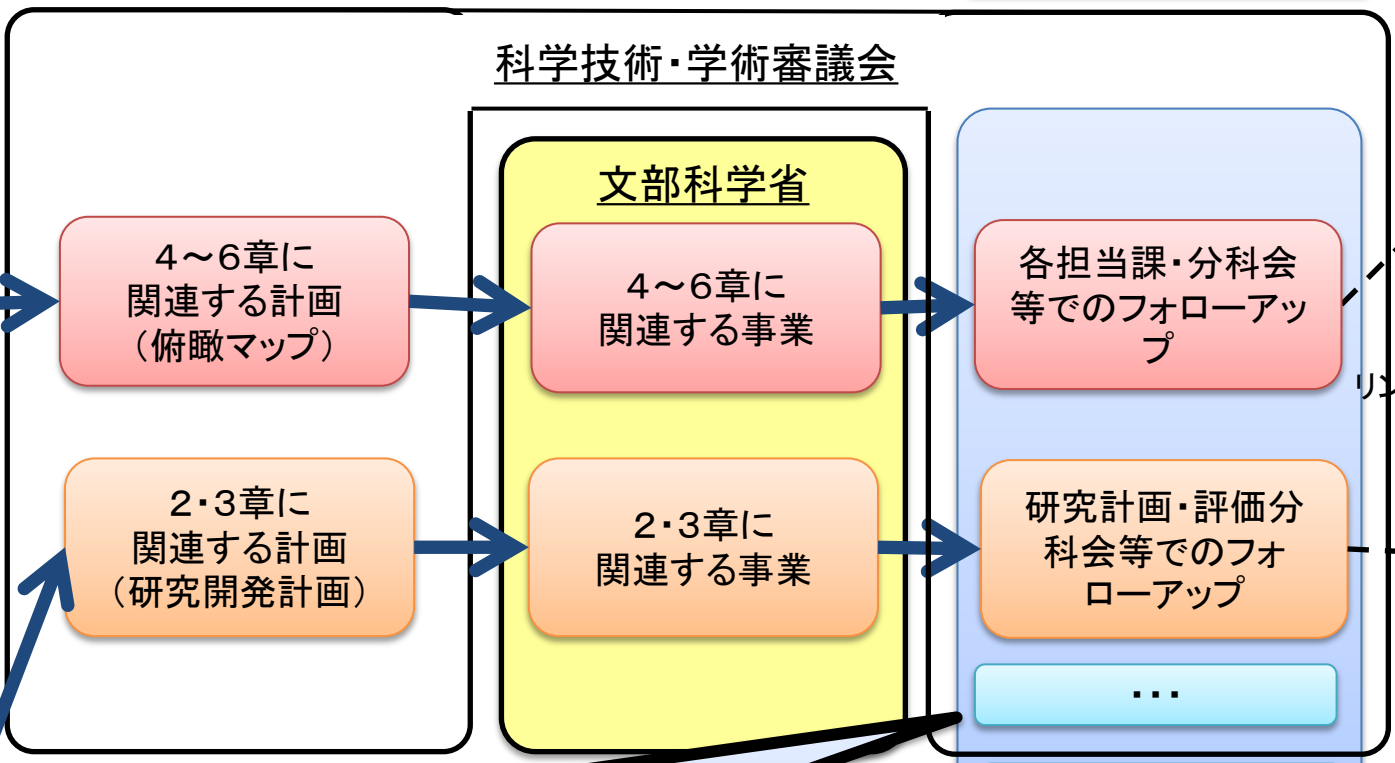 科学技術・学術審議会
文部科学省
４～６章に
関連する計画
（俯瞰マップ）
４～６章に
関連する事業
各担当課・分科会
等でのフォローアッ
プ
リン
２・３章に
関連する計画
（研究開発計画）
２・３章に
関連する事業
研究計画・評価分
科会等でのフォ
ローアップ
・・・